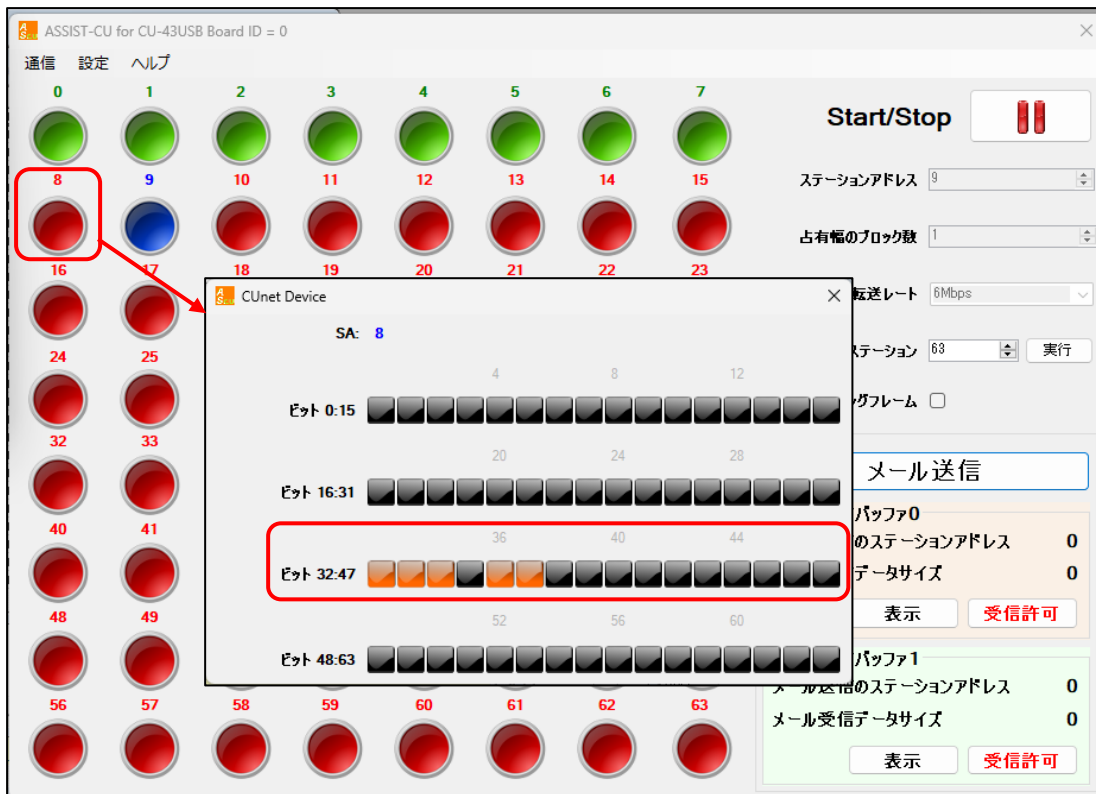 ASSIST-CU for CU-43USB Board ID = 0
通信 設定 ヘルプ
0 1 2 3 4 5 6 7
Start/Stop
8 9 10 11 12 13 14 15
ステーションアドレス 9
占有幅のブロック数 1
16 17 18 19 20 21 22 23
転送レート 6Mbps
24 25
ステーション 63 実行
グフレーム
32 33
40 41
48 49
56 57 58 59 60 61 62 63
CUnet Device
SA: 8
4 8 12
ビット 0:15
20 24 28
ビット 16:31
36 40 44
ビット 32:47
52 56 60
ビット 48:63
メール送信
バッファ0
のステーションアドレス 0
データサイズ 0
表示 受信許可
バッファ1
メール送信のステーションアドレス 0
メール受信データサイズ 0
表示 受信許可